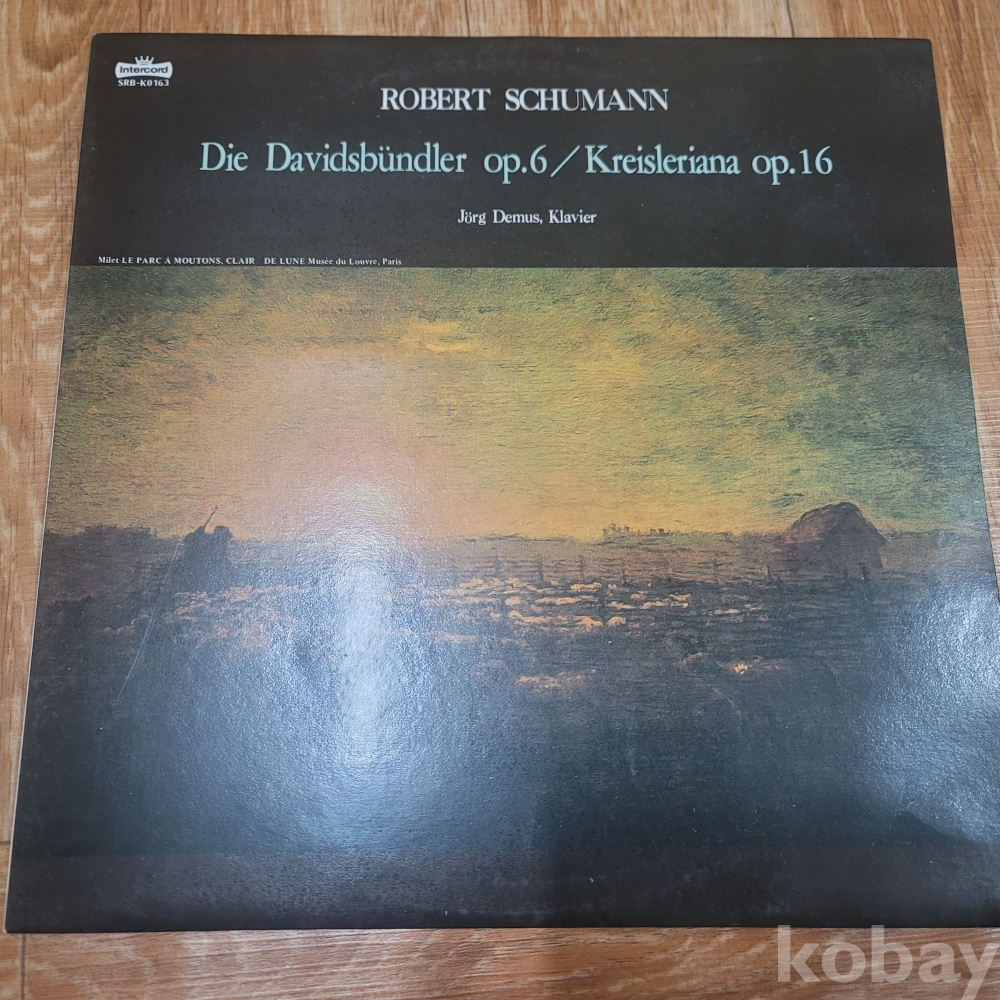 Intercord
SRB-K0163
ROBERT SCHUMANN
Die Davidsbündler op.6/Kreisleriana op.16
Jörg Demus, Klavier
Milet LE PARC À MOUTONS, CLAIR DE LUNE Musée du Louvre, Paris
kobay